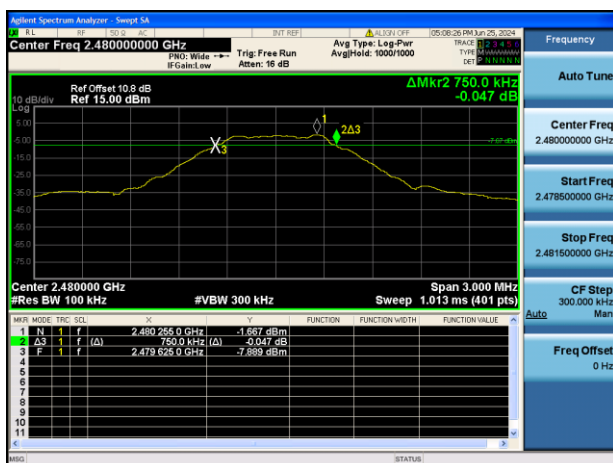 Agilent Spectrum Analyzer - Swept SA
RL RF 50 Ω AC INT REF ALIGN OFF 05:08:26 PM Jun 25, 2024
Center Freq 2.480000000 GHz
PNO: Wide
IFGain:Low
Trig: Free Run
Atten: 16 dB
Avg Type: Log-Pwr
Avg|Hold: 1000/1000
TRACE 1 2 3 4 5 6
TYPE M
DET P N N N N N
Ref Offset 10.8 dB
Ref 15.00 dBm
10 dB/div
Log
ΔMkr2 750.0 kHz
-0.047 dB
5.00
-5.00
-15.0
-25.0
-35.0
-45.0
-55.0
-65.0
-75.0
1
2Δ3
3
-7.67 dBm
Center 2.480000 GHz
Span 3.000 MHz
#Res BW 100 kHz
#VBW 300 kHz
Sweep 1.013 ms (401 pts)
MKR MODE TRC SCL X Y FUNCTION FUNCTION WIDTH FUNCTION VALUE
1 N 1 f 2.480 255 0 GHz -1.667 dBm
2 Δ3 1 f (Δ) 750.0 kHz (Δ) -0.047 dB
3 F 1 f 2.479 625 0 GHz -7.889 dBm
4
5
6
7
8
9
10
11
MSG
STATUS
Frequency
Auto Tune
Center Freq
2.480000000 GHz
Start Freq
2.478500000 GHz
Stop Freq
2.481500000 GHz
CF Step
300.000 kHz
Auto Man
Freq Offset
0 Hz